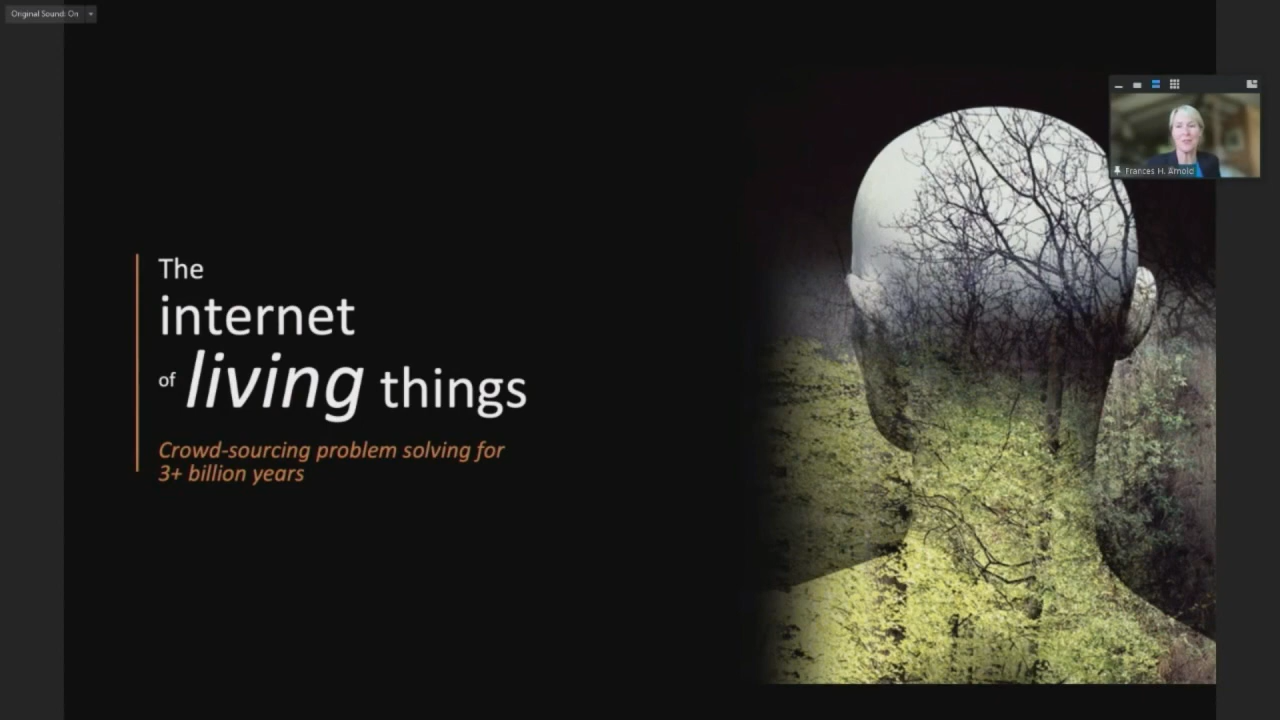 Original Sound: On
Frances H. Arnold
The
internet
of living things
Crowd-sourcing problem solving for
3+ billion years